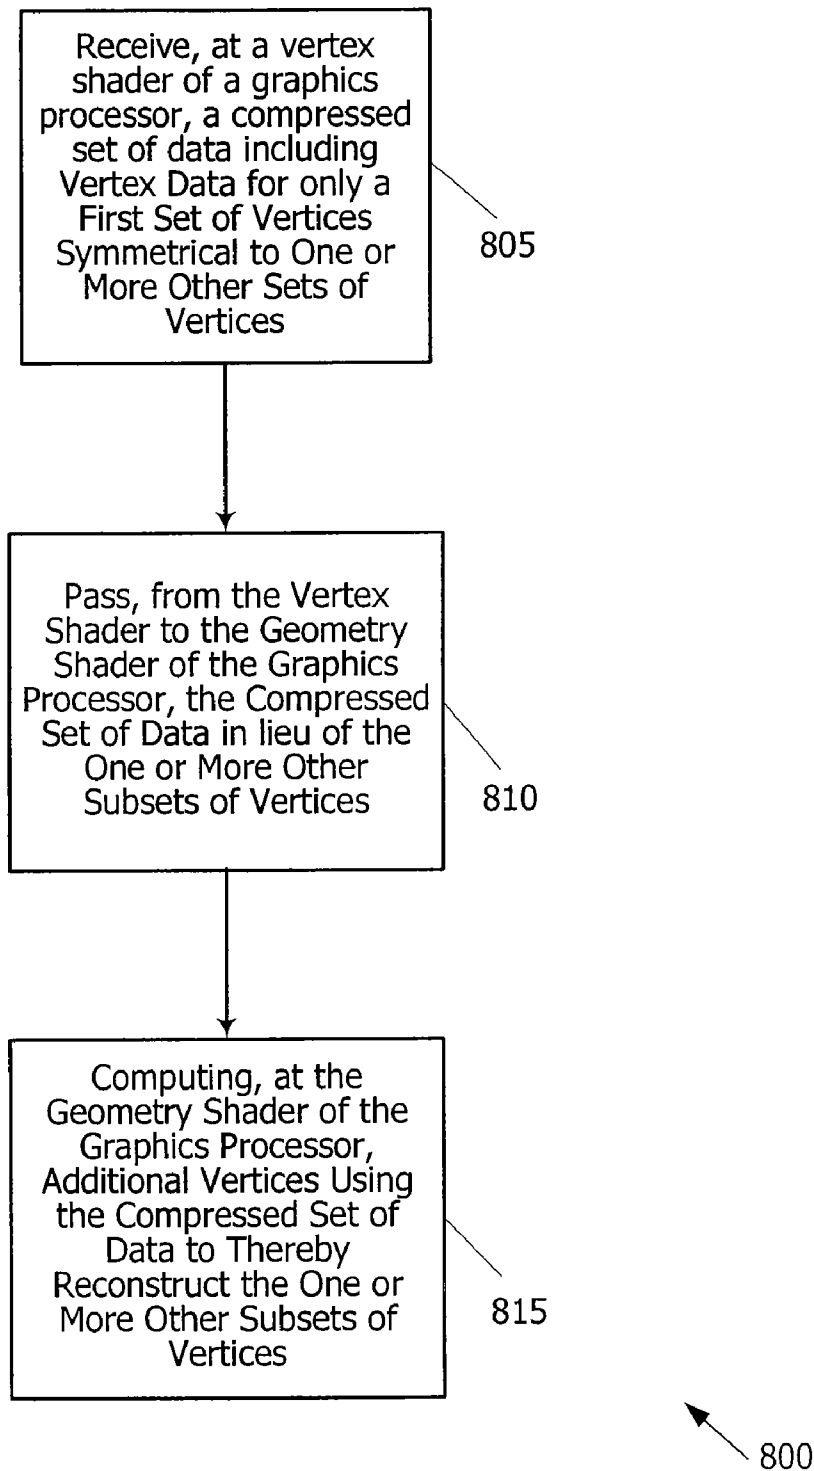 Receive, at a vertex
shader of a graphics
processor, a compressed
set of data including
Vertex Data for only a
First Set of Vertices
Symmetrical to One or
More Other Sets of
Vertices
805
Pass, from the Vertex
Shader to the Geometry
Shader of the Graphics
Processor, the Compressed
Set of Data in lieu of the
One or More Other
Subsets of Vertices
810
Computing, at the
Geometry Shader of the
Graphics Processor,
Additional Vertices Using
the Compressed Set of
Data to Thereby
Reconstruct the One or
More Other Subsets of
Vertices
815
800